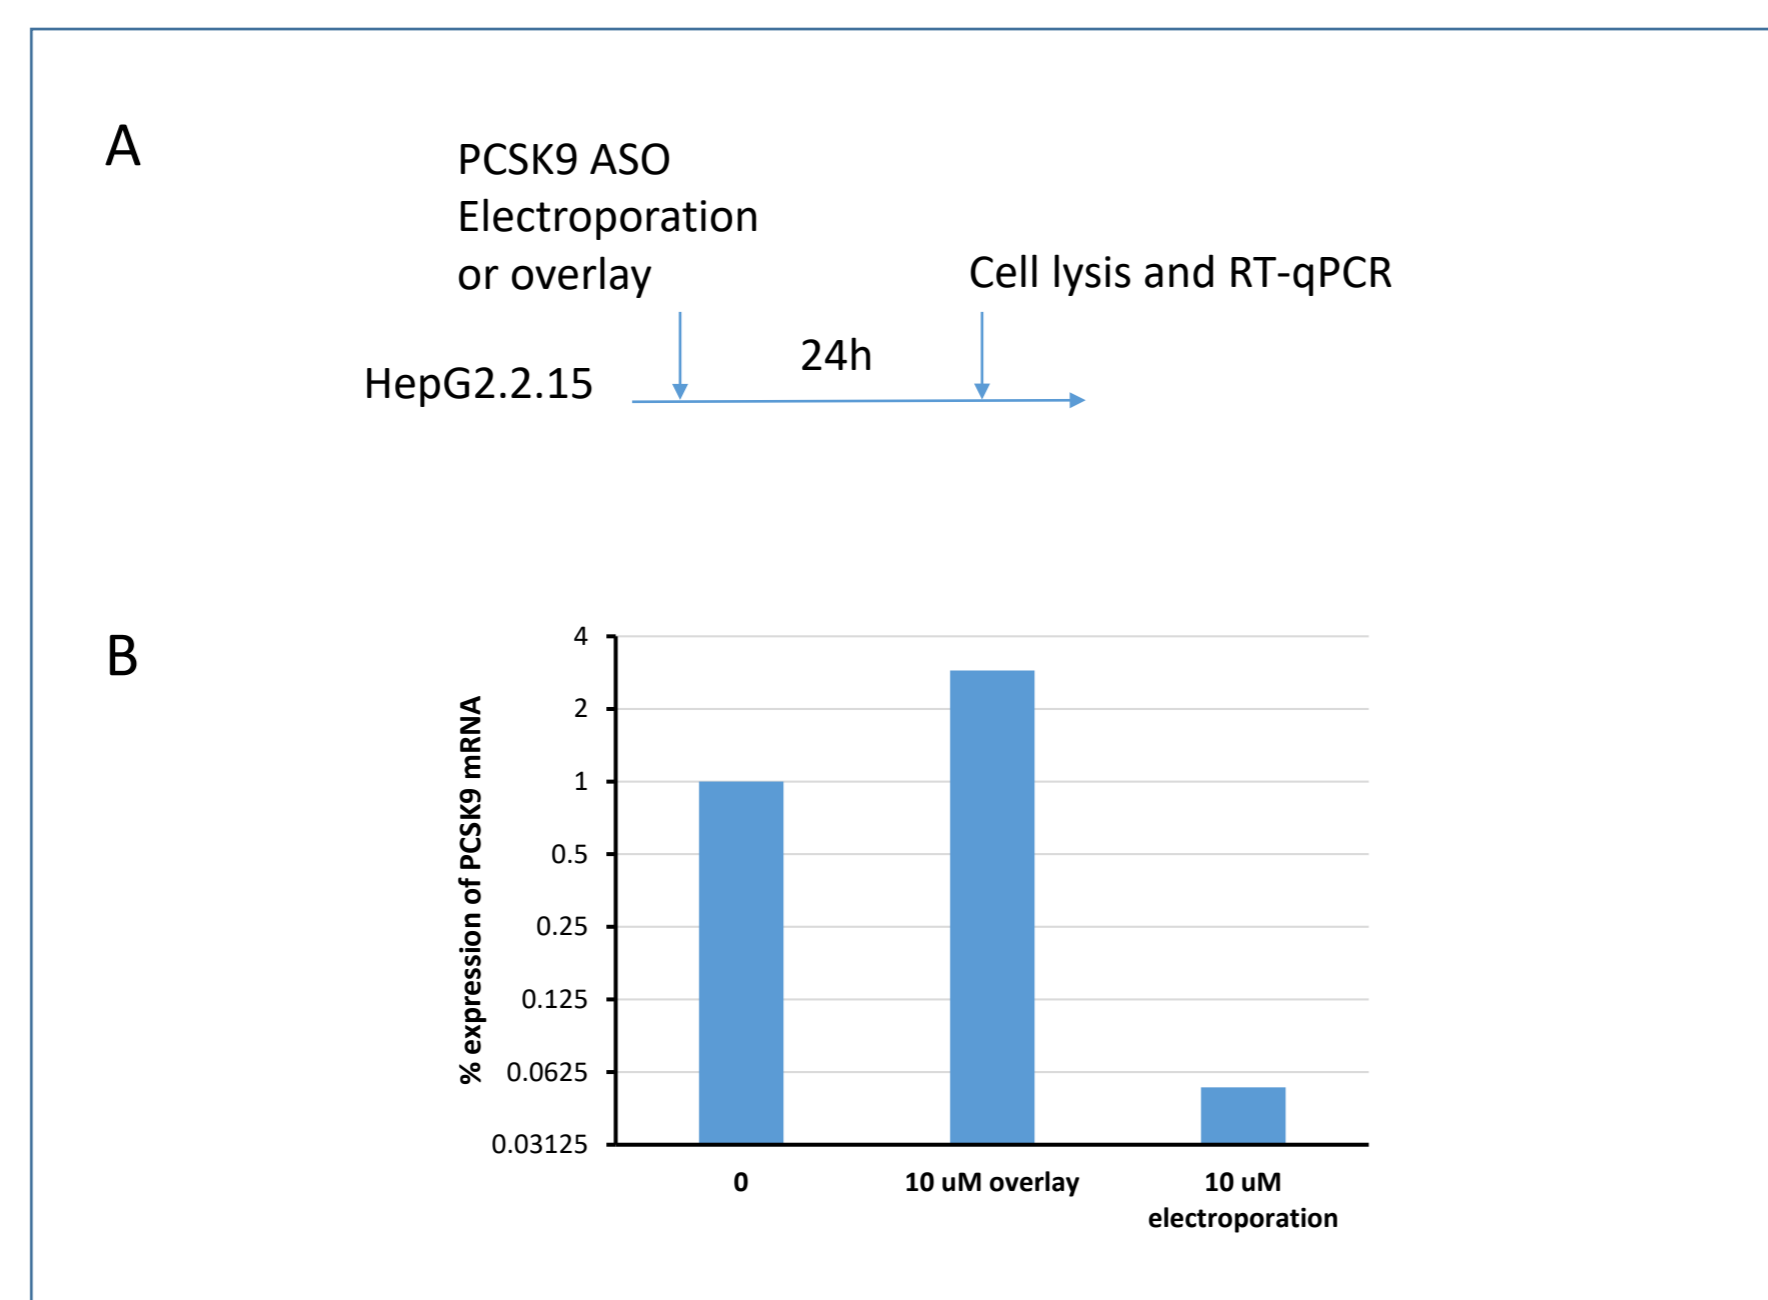 A
PCSK9 ASO
Electroporation
or overlay
Cell lysis and RT-qPCR
24h
HepG2.2.15
B
% expression of PCSK9 mRNA
4
2
1
0.5
0.25
0.125
0.0625
0.03125
0
10 uM overlay
10 uM
electroporation